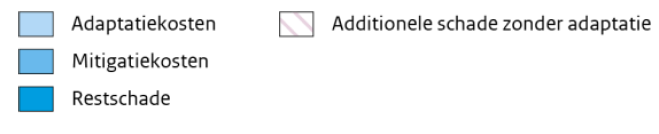 Adaptatiekosten
Mitigatiekosten
Restschade
Additionele schade zonder adaptatie